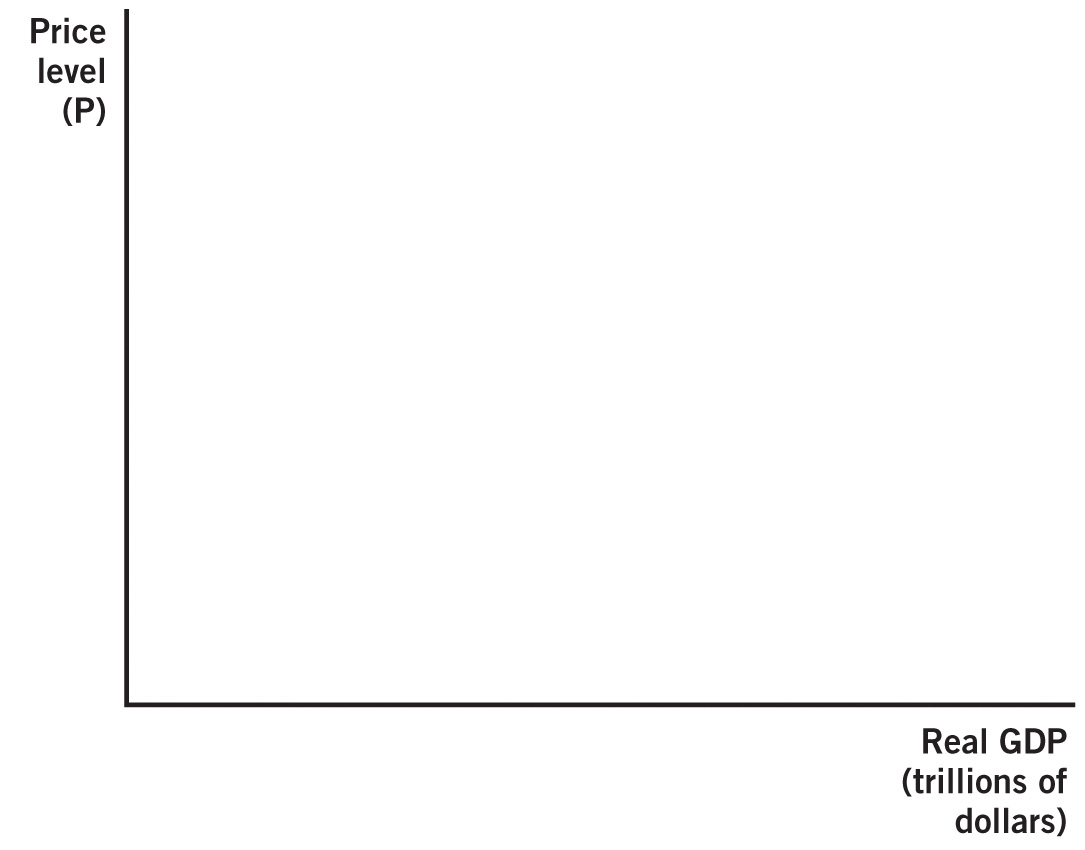 Price
level
(P)
Real GDP
(trillions of
dollars)